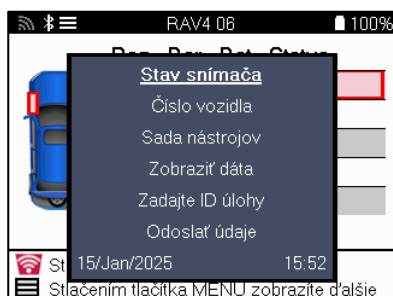 RAV4 06
100%
Stav snímača
Číslo vozidla
Sada nástrojov
Zobraziť dáta
Zadajte ID úlohy
Odoslať údaje
15/Jan/2025 15:52
St
Stlačením tlačítka MENU zobrazíte ďalšie